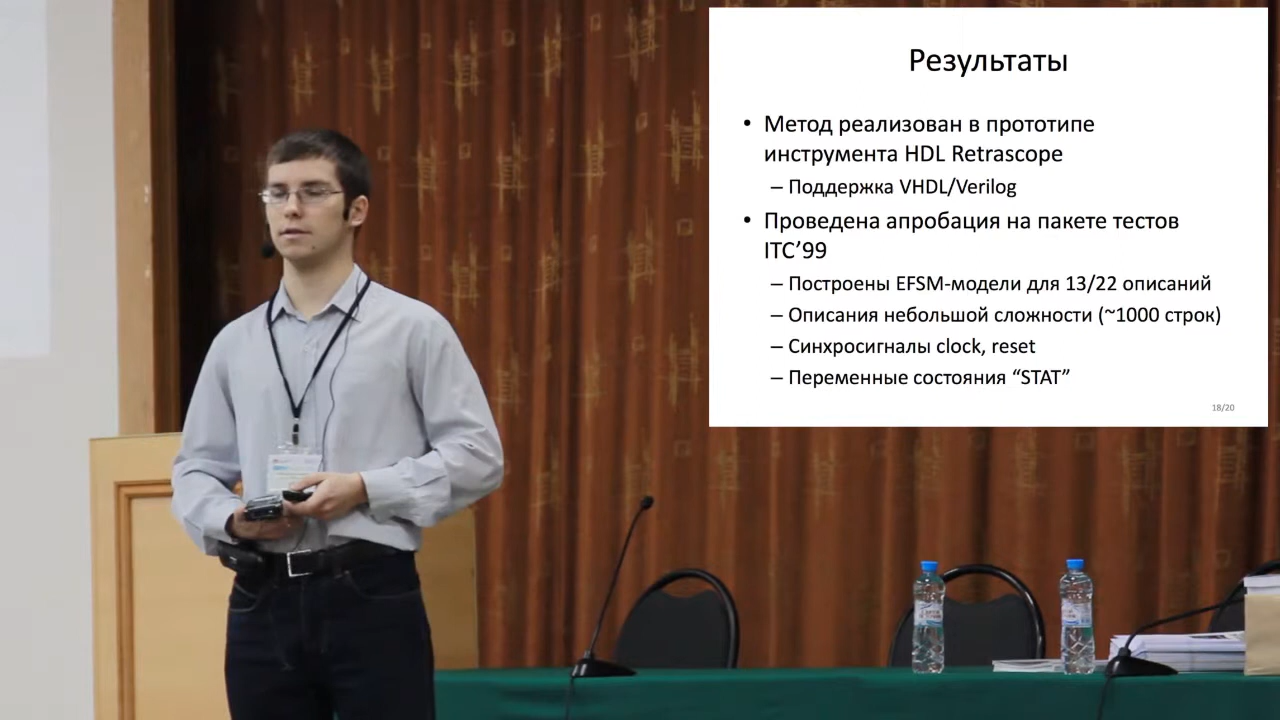 Результаты
• Метод реализован в прототипе
инструмента HDL Retrascope
– Поддержка VHDL/Verilog
• Проведена апробация на пакете тестов
ITC’99
– Построены EFSM-модели для 13/22 описаний
– Описания небольшой сложности (~1000 строк)
– Синхросигналы clock, reset
– Переменные состояния “STAT”
18/20